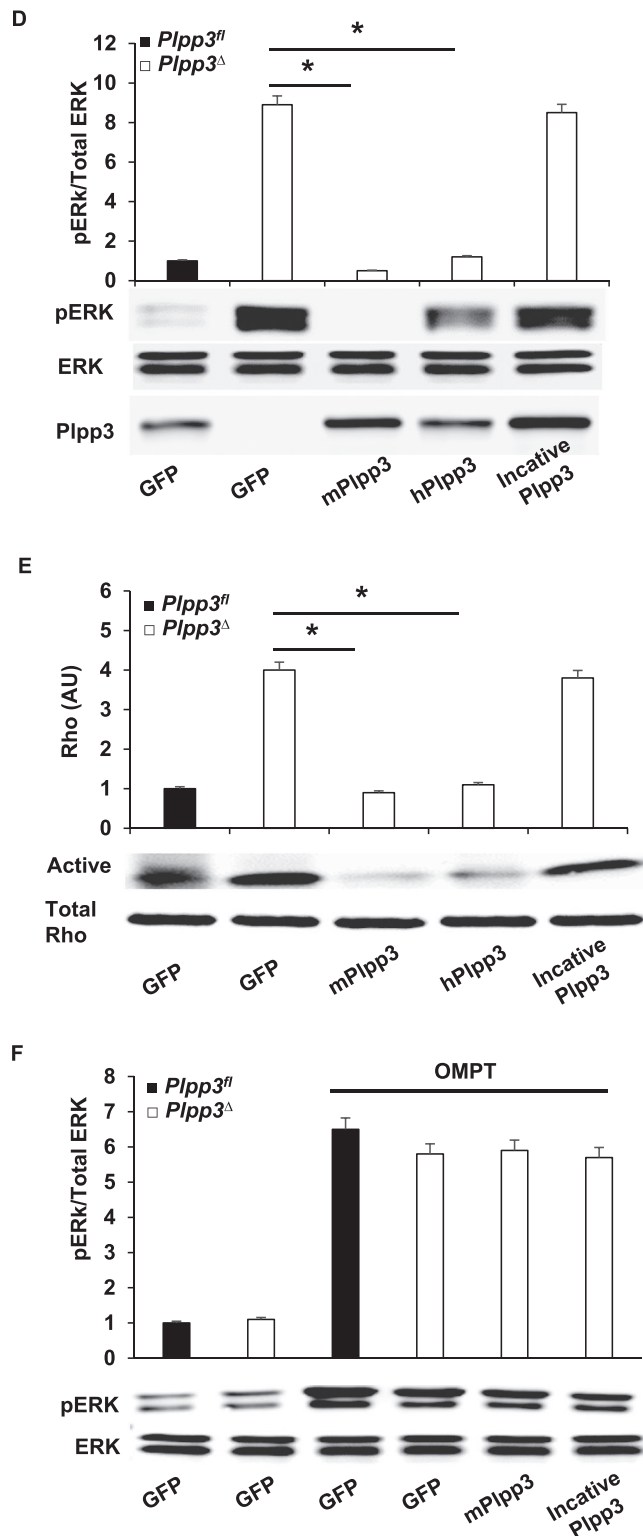 D
Plpp3fl
Plpp3Δ
*
*
pERk/Total ERK
12
10
8
6
4
2
0
pERK
ERK
Plpp3
GFP
GFP
mPlpp3
hPlpp3
Incative
Plpp3
E
Plpp3fl
Plpp3Δ
*
*
Rho (AU)
6
5
4
3
2
1
0
Active
Total
Rho
GFP
GFP
mPlpp3
hPlpp3
Incative
Plpp3
F
Plpp3fl
Plpp3Δ
OMPT
pERk/Total ERK
8
7
6
5
4
3
2
1
0
pERK
ERK
GFP
GFP
GFP
GFP
mPlpp3
Incative
Plpp3